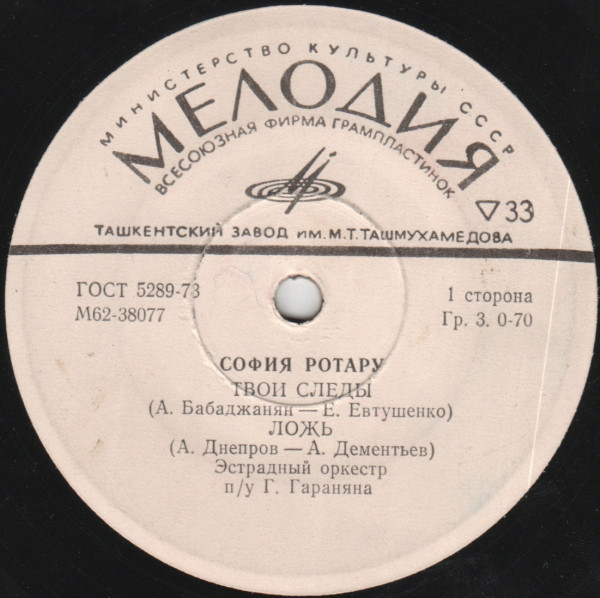 МИНИСТЕРСТВО КУЛЬТУРЫ СССР
МЕЛОДИЯ
ВСЕСОЮЗНАЯ ФИРМА ГРАМПЛАСТИНОК
33
ТАШКЕНТСКИЙ ЗАВОД ИМ. М.Т. ТАШМУХАМЕДОВА
ГОСТ 5289-73
М62-38077
1 сторона
Гр. 3. 0-70
СОФИЯ РОТАРУ
ТВОИ СЛЕДЫ
(А. Бабаджанян — Е. Евтушенко)
ЛОЖЬ
(А. Днепров — А. Дементьев)
Эстрадный оркестр
п/у Г. Гараняна